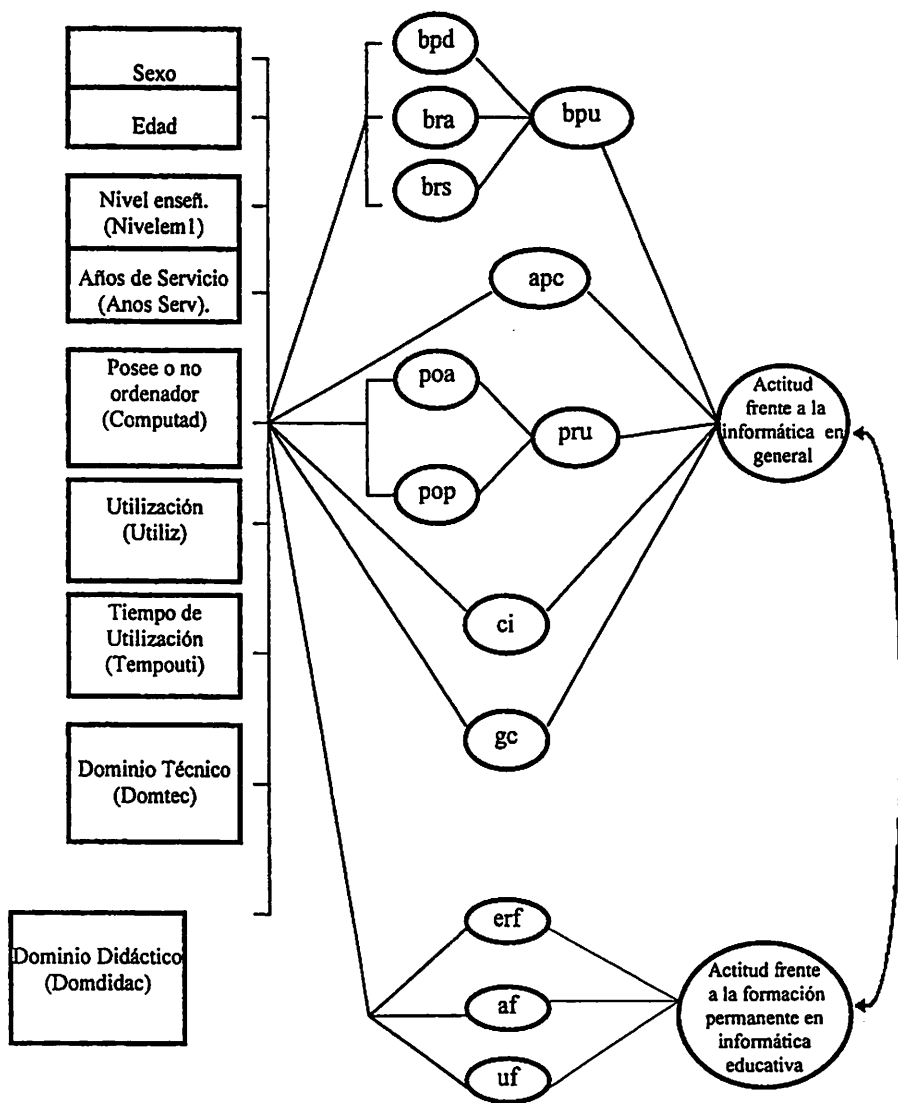 Sexo
Edad
Nivel enseñ.
(Nivelem1)
Años de Servicio
(Anos Serv).
Posee o no
ordenador
(Computad)
Utilización
(Utiliz)
Tiempo de
Utilización
(Tempouti)
Dominio Técnico
(Domtec)
Dominio Didáctico
(Domdidac)
bpd
bra
brs
bpu
apc
poa
pop
pru
ci
gc
erf
af
uf
Actitud
frente a la
informática en
general
Actitud frente
a la formación
permanente en
informática
educativa